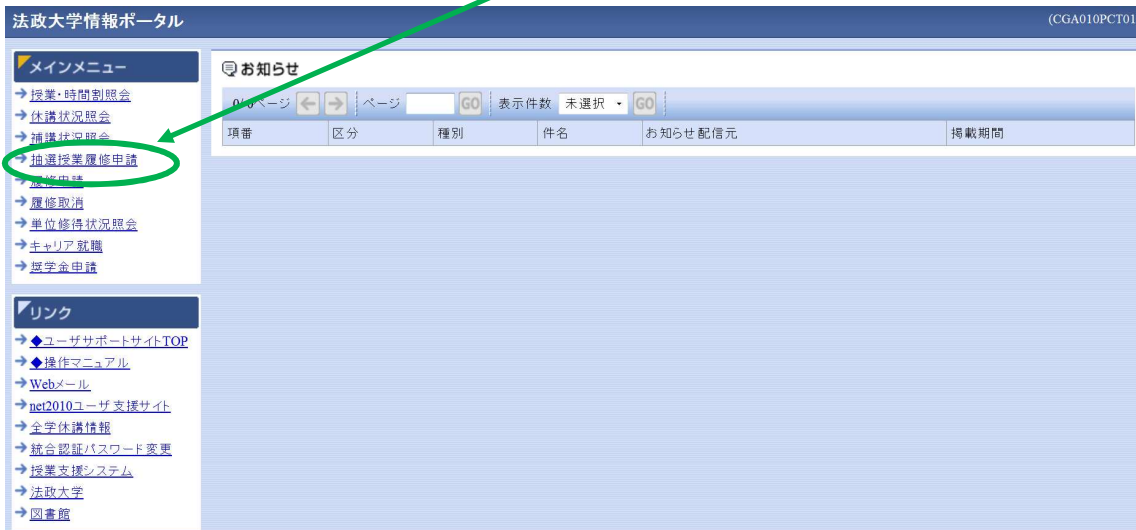 法政大学情報ポータル
(CGA010PCT01
メインメニュー
授業・時間割照会
休講状況照会
補講状況照会
抽選授業履修申請
履修申請
履修取消
単位修得状況照会
キャリア就職
奨学金申請
リンク
◆ユーザサポートサイトTOP
◆操作マニュアル
Webメール
net2010ユーザ支援サイト
全学休講情報
統合認証パスワード変更
授業支援システム
法政大学
図書館
お知らせ
0/0ページ ページ GO 表示件数 未選択 GO
項番 区分 種別 件名 お知らせ配信元 掲載期間